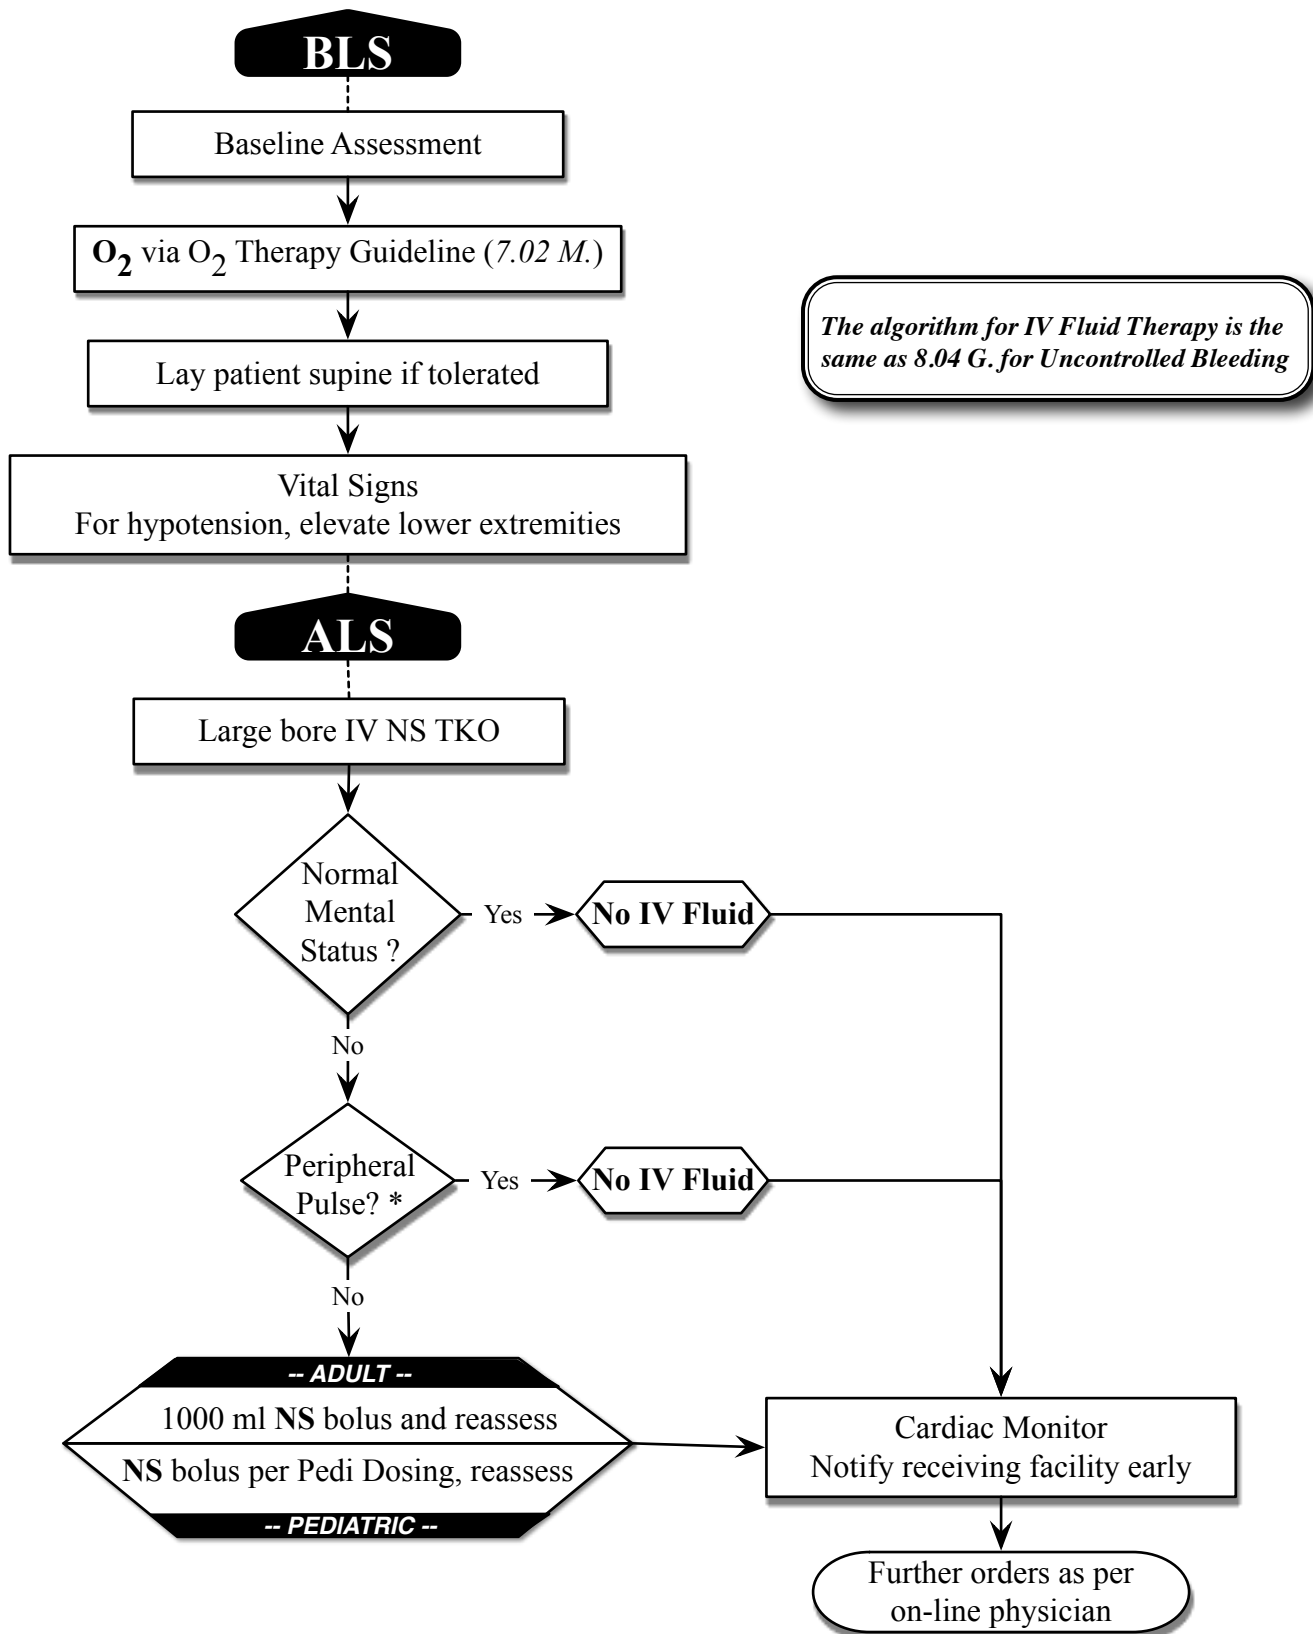 BLS
Baseline Assessment
O2 via O2 Therapy Guideline (7.02 M.)
The algorithm for IV Fluid Therapy is the
same as 8.04 G. for Uncontrolled Bleeding
Lay patient supine if tolerated
Vital Signs
For hypotension, elevate lower extremities
ALS
Large bore IV NS TKO
Normal
Mental
Status ?
Yes
No IV Fluid
No
Peripheral
Pulse? *
Yes
No IV Fluid
No
-- ADULT --
1000 ml NS bolus and reassess
NS bolus per Pedi Dosing, reassess
-- PEDIATRIC --
Cardiac Monitor
Notify receiving facility early
Further orders as per
on-line physician